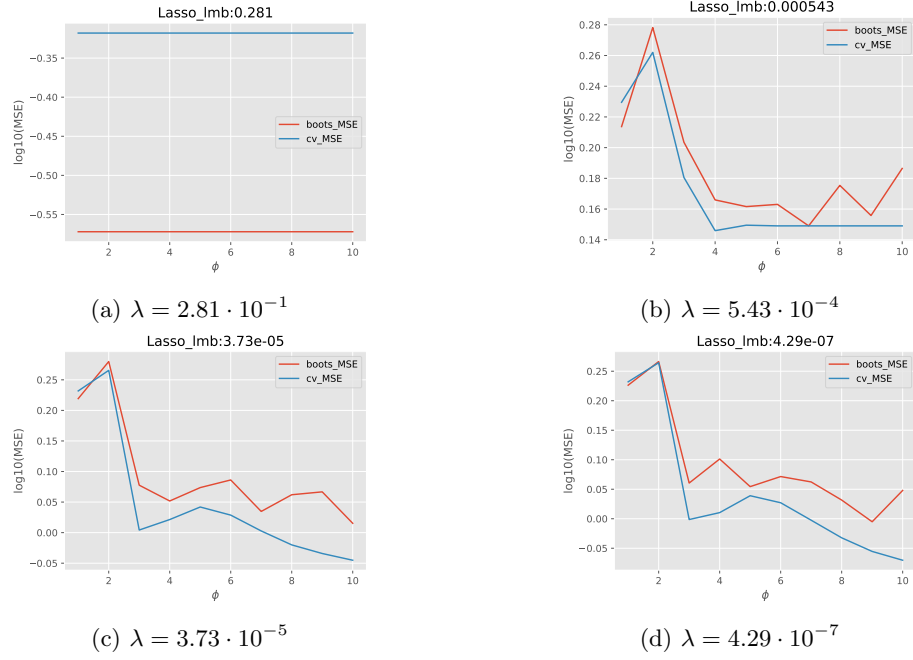 Lasso_lmb:0.281
log10(MSE)
−0.35
−0.40
−0.45
−0.50
−0.55
boots_MSE
cv_MSE
2 4 6 8 10
ϕ
(a) λ = 2.81 · 10⁻¹
Lasso_lmb:0.000543
log10(MSE)
0.28
0.26
0.24
0.22
0.20
0.18
0.16
0.14
boots_MSE
cv_MSE
2 4 6 8 10
ϕ
(b) λ = 5.43 · 10⁻⁴
Lasso_lmb:3.73e-05
log10(MSE)
0.25
0.20
0.15
0.10
0.05
0.00
−0.05
boots_MSE
cv_MSE
2 4 6 8 10
ϕ
(c) λ = 3.73 · 10⁻⁵
Lasso_lmb:4.29e-07
log10(MSE)
0.25
0.20
0.15
0.10
0.05
0.00
−0.05
boots_MSE
cv_MSE
2 4 6 8 10
ϕ
(d) λ = 4.29 · 10⁻⁷